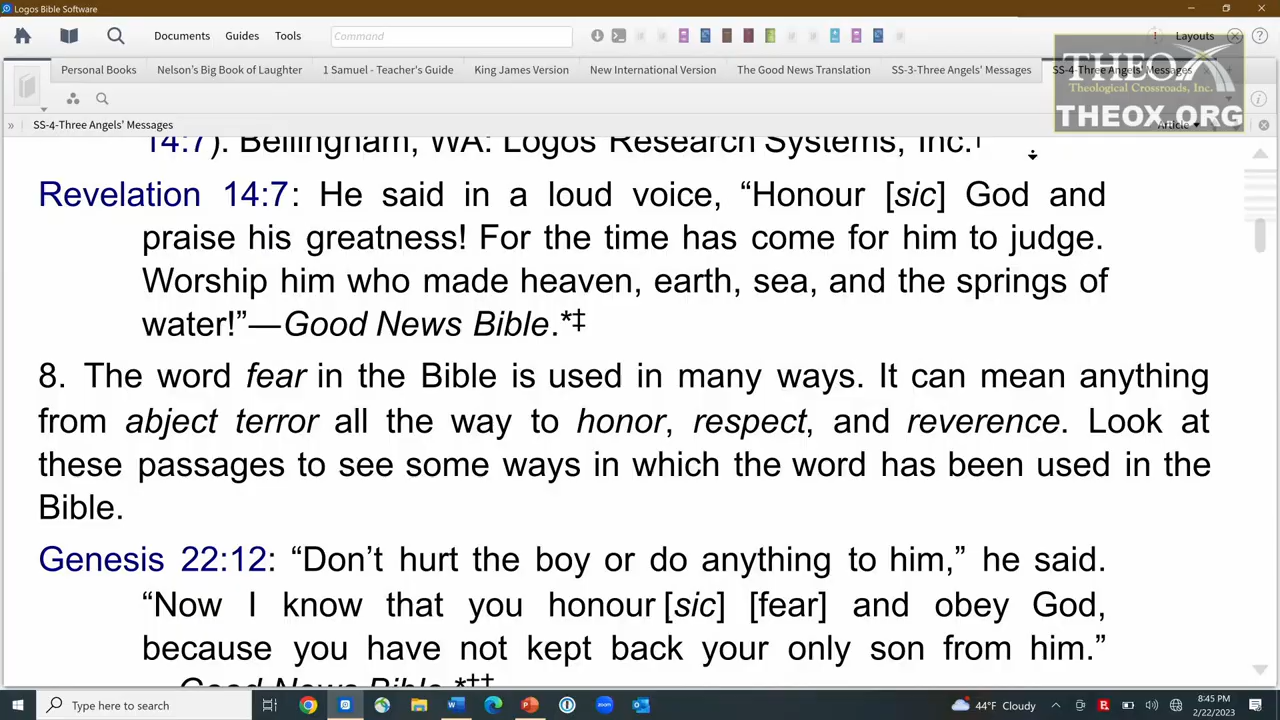 Logos Bible Software
Documents Guides Tools Command Layouts
Personal Books Nelson's Big Book of Laughter 1 Samuel King James Version New International Version The Good News Translation SS-3-Three Angels' Messages SS-4-Three Angels' Messages
THEOX
Theological Crossroads, Inc.
THEOX.ORG
SS-4-Three Angels' Messages Article
14:7). Bellingham, WA: Logos Research Systems, Inc.†
Revelation 14:7: He said in a loud voice, “Honour [sic] God and
praise his greatness! For the time has come for him to judge.
Worship him who made heaven, earth, sea, and the springs of
water!”—Good News Bible.*‡
8. The word fear in the Bible is used in many ways. It can mean anything
from abject terror all the way to honor, respect, and reverence. Look at
these passages to see some ways in which the word has been used in the
Bible.
Genesis 22:12: “Don’t hurt the boy or do anything to him,” he said.
“Now I know that you honour [sic] [fear] and obey God,
because you have not kept back your only son from him.”
—Good News Bible.*‡‡
Type here to search
44°F Cloudy
8:45 PM
2/22/2023